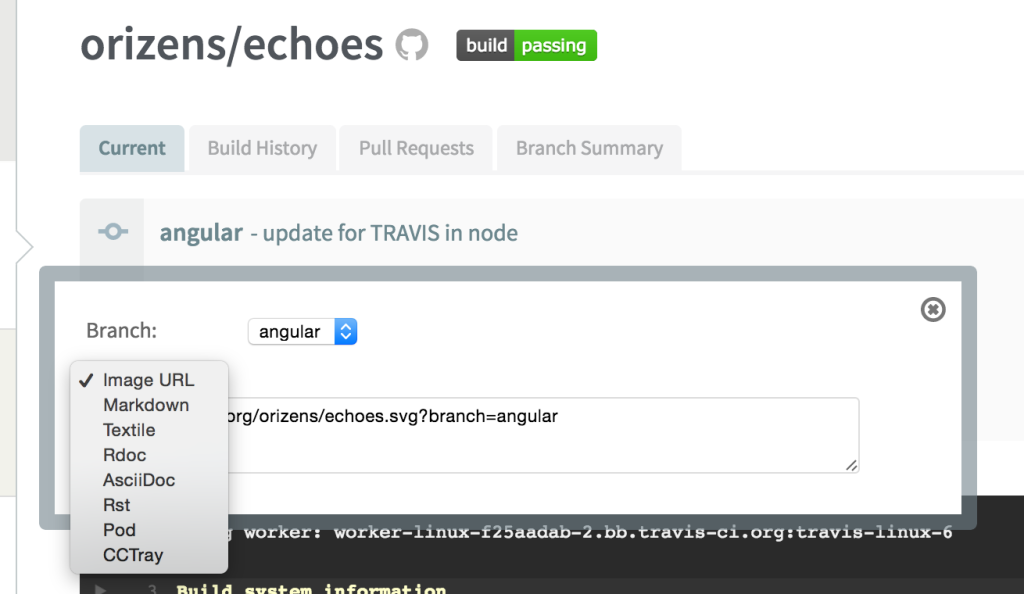 orizens/echoes build passing
Current Build History Pull Requests Branch Summary
angular - update for TRAVIS in node
Branch: angular
✓ Image URL
Markdown
org/orizens/echoes.svg?branch=angular
Textile
Rdoc
AsciiDoc
Rst
Pod
worker: worker-linux-f25aadab-2.bb.travis-ci.org:travis-linux-6
CCTray
3 Build system information